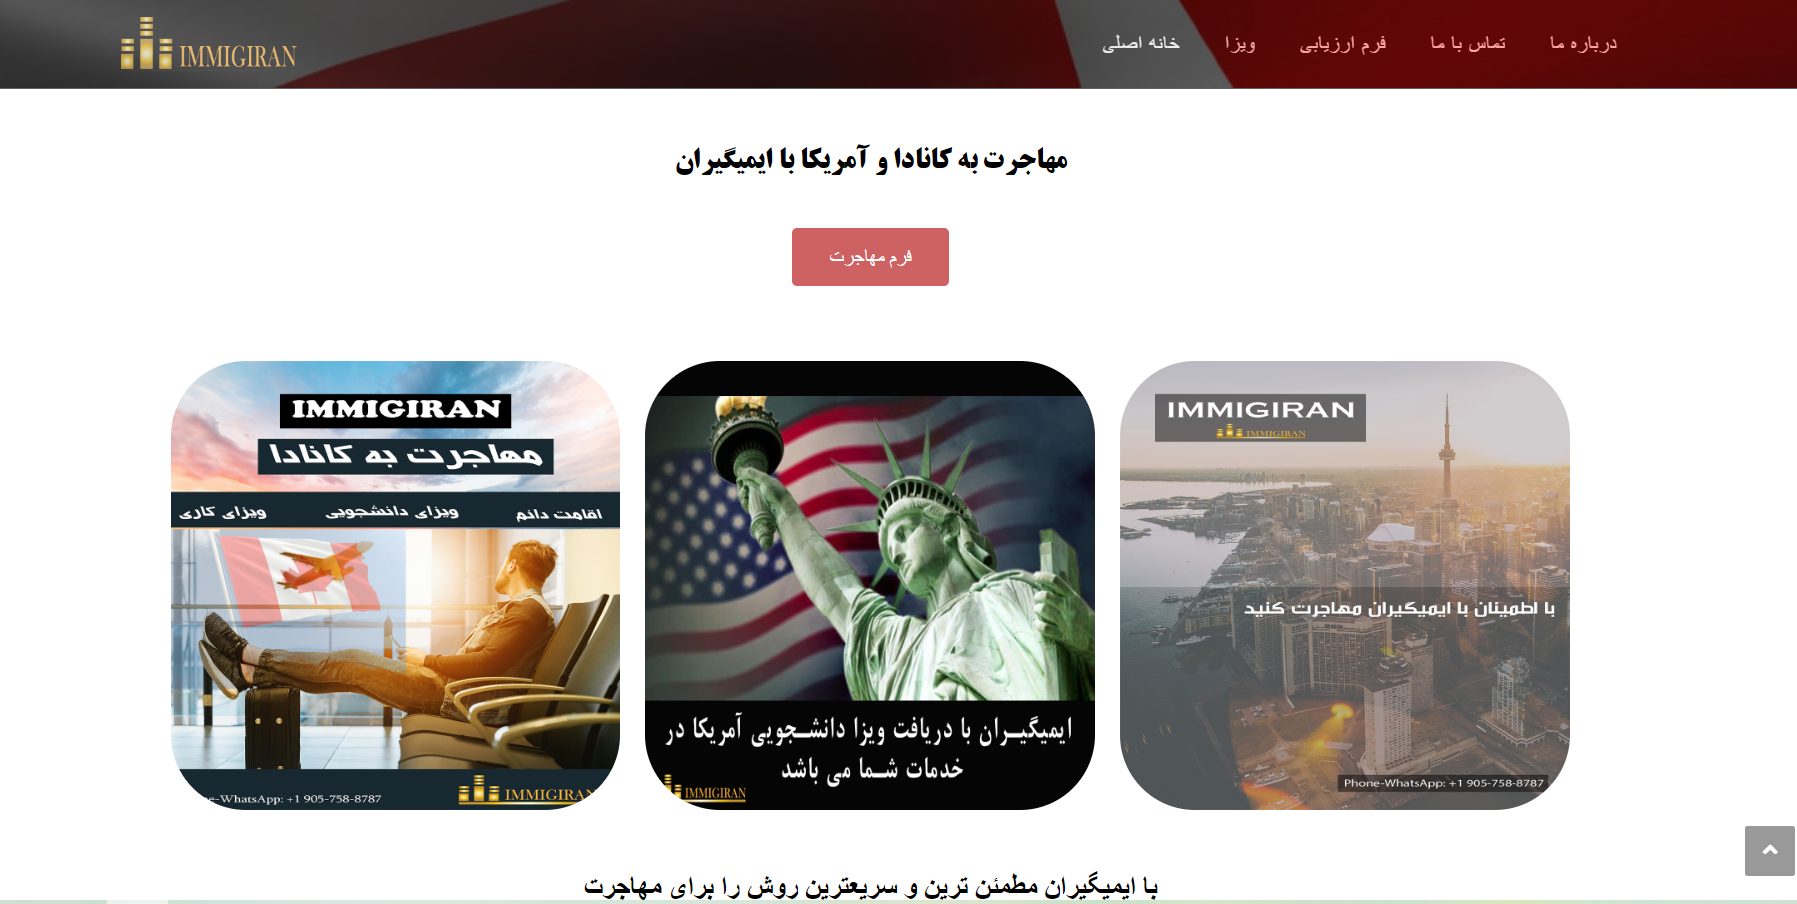 IMMIGIRAN
درباره ما
تماس با ما
فرم ارزیابی
ویزا
خانه اصلی
مهاجرت به کانادا و آمریکا با ایمیگیران
فرم مهاجرت
IMMIGIRAN
مهاجرت به کانادا
اقامت دائم
ویزای دانشجویی
ویزای کاری
WhatsApp: +1 905-758-8787
IMMIGIRAN
ایمیگیـران با دریافت ویزا دانشـجویی آمریکا در
خدمات شـما می باشد
IMMIGIRAN
IMMIGIRAN
IMMIGIRAN
با اطمینان با ایمیگیران مهاجرت کنید
Phone-WhatsApp: +1 905-758-8787
با ایمیگیران مطمئن ترین و سریعترین روش را برای مهاجرت